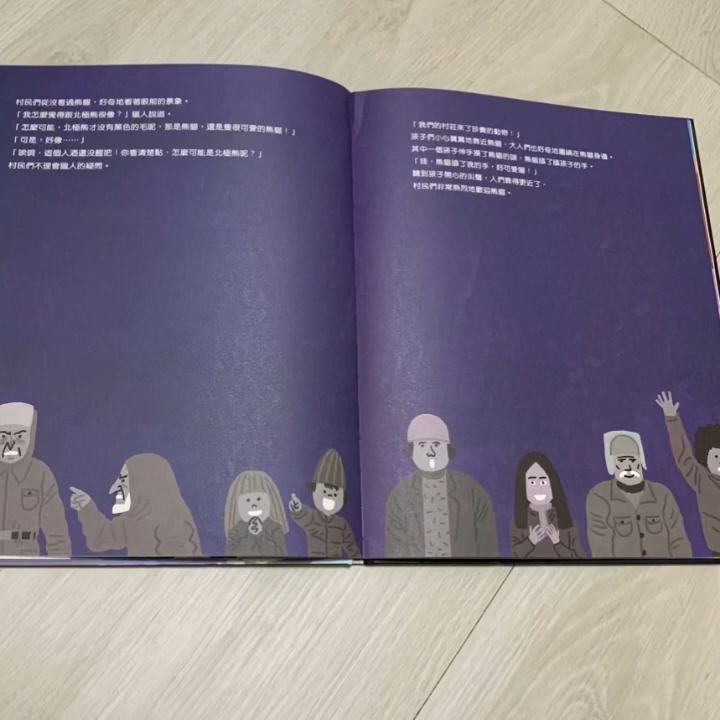 村民們從沒看過熊貓，好奇地看著眼前的景象。
「我怎麼覺得跟北極熊很像？」獵人說道。
「怎麼可能，北極熊才沒有黑色的毛呢，那是熊貓，還是隻很可愛的熊貓！」
「可是，好像……」
「唉唷，這個人酒還沒醒吧！你看清楚點，怎麼可能是北極熊呢？」
村民們不理會獵人的疑問。
「我們的村莊來了珍貴的動物！」
孩子們小心翼翼地靠近熊貓，大人們也好奇地圍繞在熊貓身邊。
其中一個孩子伸手摸了熊貓的頭，熊貓舔了舔孩子的手。
「哇，熊貓舔了我的手，好可愛喔！」
聽到孩子開心的叫聲，人們靠得更近了，
村民們非常熱烈地歡迎熊貓。